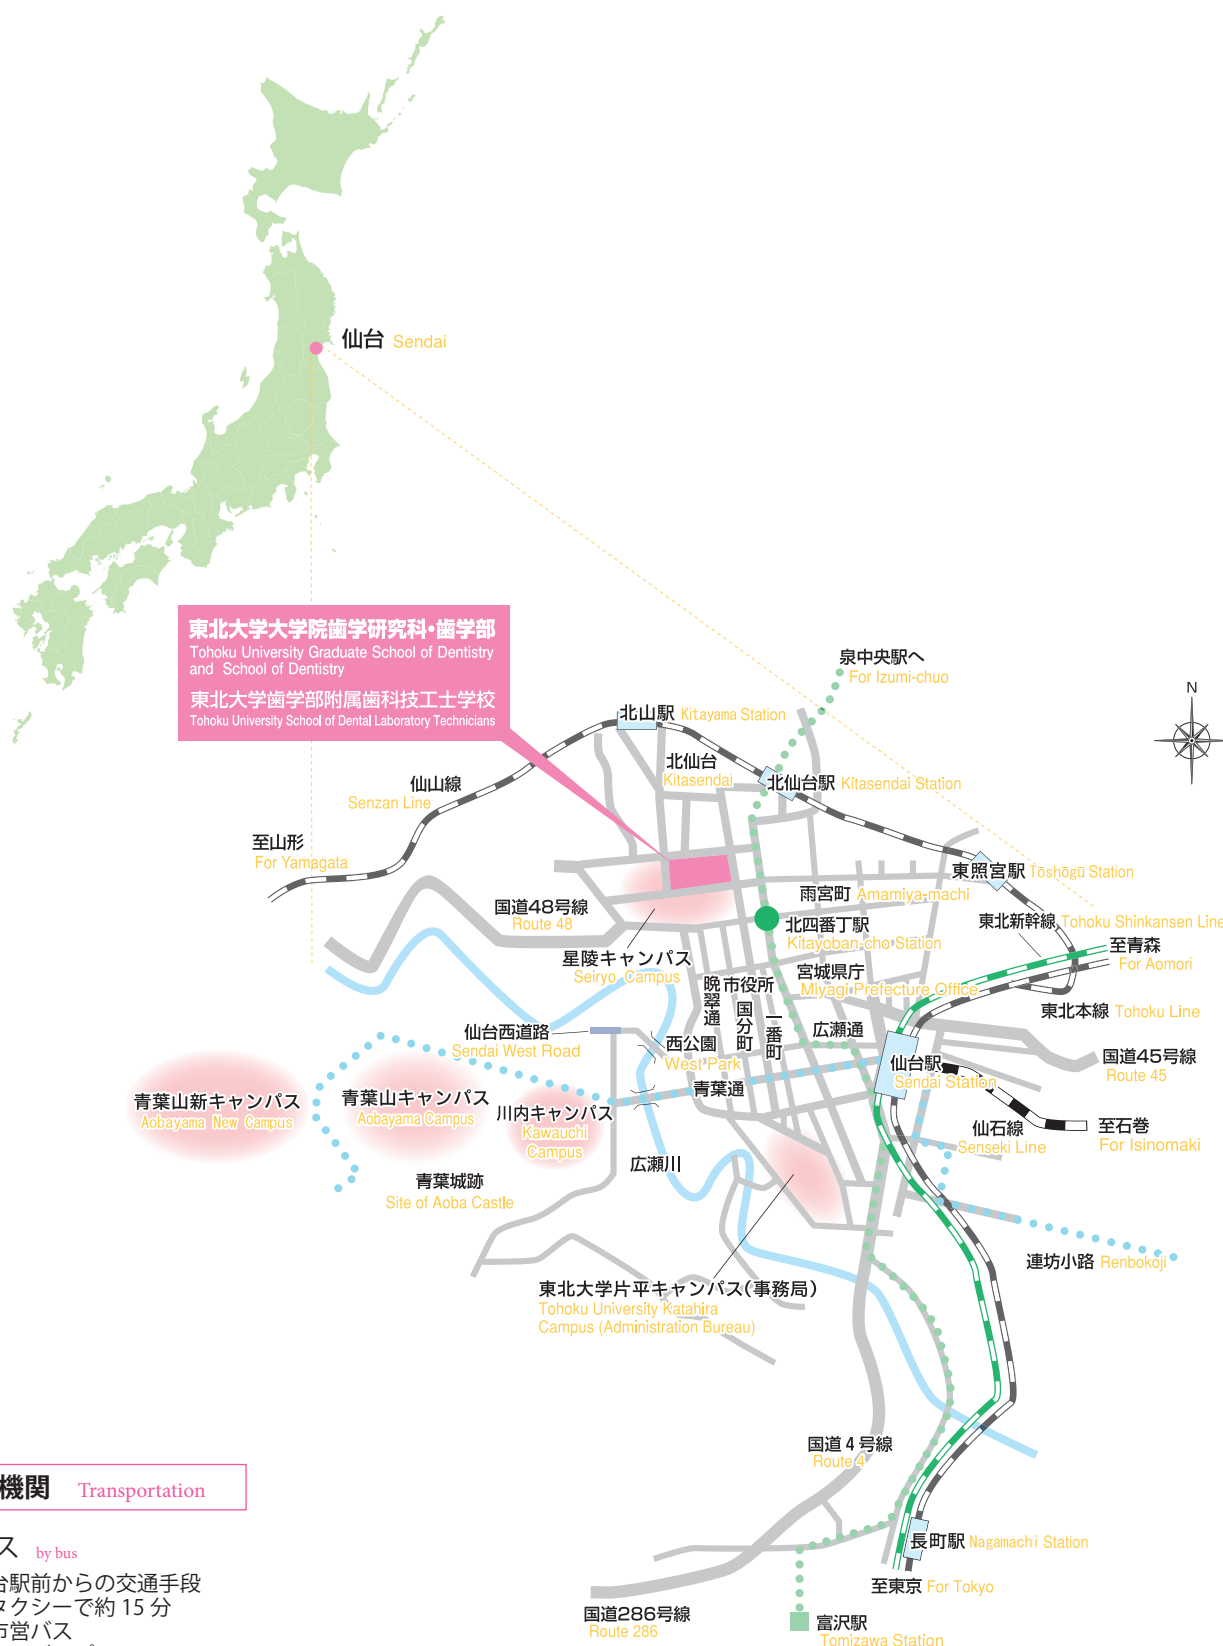 仙台 Sendai
東北大学大学院歯学研究科・歯学部
Tohoku University Graduate School of Dentistry
and School of Dentistry
東北大学歯学部附属歯科技工士学校
Tohoku University School of Dental Laboratory Technicians
泉中央駅へ
For Izumi-chuo
N
北山駅 Kitayama Station
北仙台
Kitasendai
北仙台駅 Kitasendai Station
仙山線
Senzan Line
至山形
For Yamagata
東照宮駅 Tōshōgū Station
雨宮町 Amamiya-machi
国道48号線
Route 48
東北新幹線 Tohoku Shinkansen Line
北四番丁駅
Kitayoban-cho Station
至青森
For Aomori
星陵キャンパス
Seiryo Campus
宮城県庁
Miyagi Prefecture Office
晩翠通
市役所
国分町
一番町
東北本線 Tohoku Line
広瀬通
仙台西道路
Sendai West Road
西公園
West Park
仙台駅
Sendai Station
国道45号線
Route 45
青葉通
青葉山新キャンパス
Aobayama New Campus
青葉山キャンパス
Aobayama Campus
川内キャンパス
Kawauchi
Campus
仙石線
Senseki Line
至石巻
For Isinomaki
広瀬川
青葉城跡
Site of Aoba Castle
連坊小路 Renbokoji
東北大学片平キャンパス(事務局)
Tohoku University Katahira
Campus (Administration Bureau)
国道4号線
Route 4
機関 Transportation
長町駅 Nagamachi Station
ス by bus
台駅前からの交通手段
タクシーで約 15 分
市営バス
至東京 For Tokyo
国道286号線
Route 286
富沢駅
Tomizawa Station